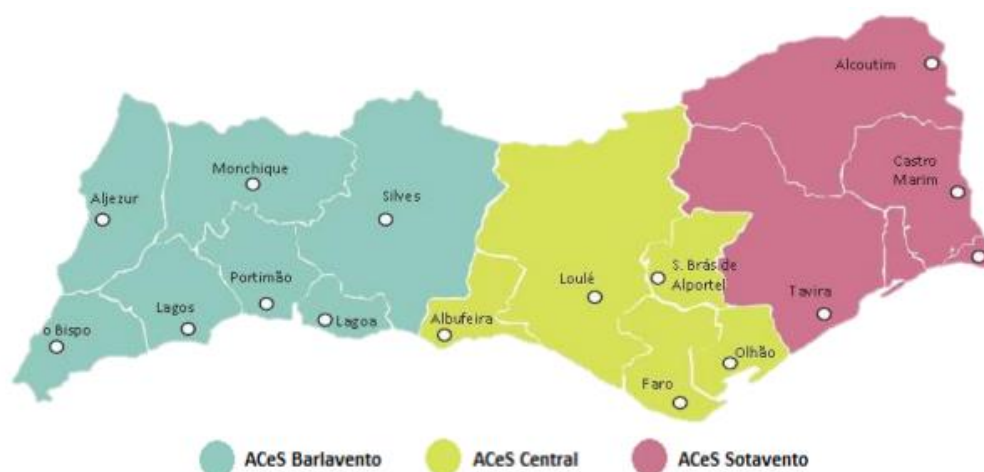 Alcoutim
Castro
Marim
Monchique
Aljezur
Silves
Portimão
S. Brás de
Alportel
Loulé
Tavira
Lagos
Lagoa
Albufeira
o Bispo
Olhão
Faro
ACeS Barlavento
ACeS Central
ACeS Sotavento